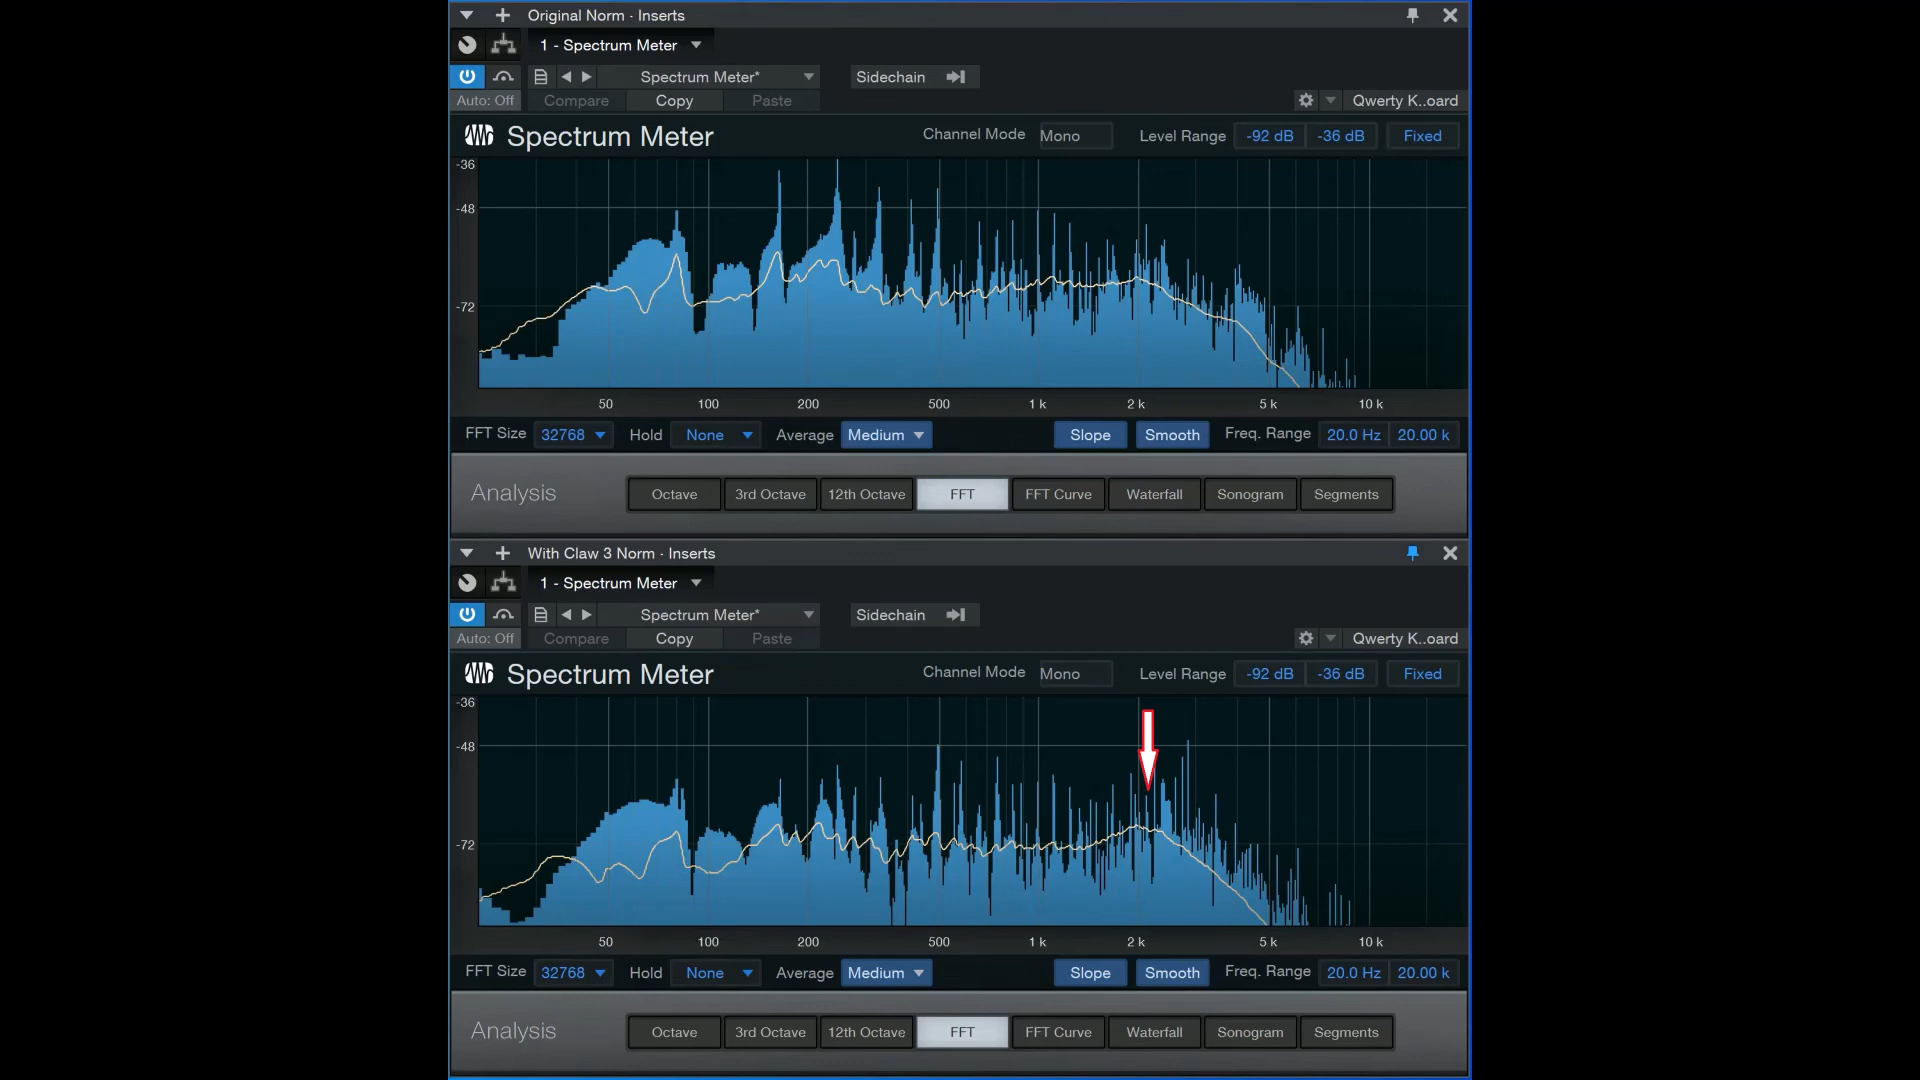 Original Norm · Inserts
1 - Spectrum Meter
Spectrum Meter*
Sidechain
Auto: Off
Compare
Copy
Paste
Qwerty K..oard
Spectrum Meter
Channel Mode
Mono
Level Range
-92 dB
-36 dB
Fixed
-36
-48
-72
50
100
200
500
1 k
2 k
5 k
10 k
FFT Size
32768
Hold
None
Average
Medium
Slope
Smooth
Freq. Range
20.0 Hz
20.00 k
Analysis
Octave
3rd Octave
12th Octave
FFT
FFT Curve
Waterfall
Sonogram
Segments
With Claw 3 Norm · Inserts
1 - Spectrum Meter
Spectrum Meter*
Sidechain
Auto: Off
Compare
Copy
Paste
Qwerty K..oard
Spectrum Meter
Channel Mode
Mono
Level Range
-92 dB
-36 dB
Fixed
-36
-48
-72
50
100
200
500
1 k
2 k
5 k
10 k
FFT Size
32768
Hold
None
Average
Medium
Slope
Smooth
Freq. Range
20.0 Hz
20.00 k
Analysis
Octave
3rd Octave
12th Octave
FFT
FFT Curve
Waterfall
Sonogram
Segments